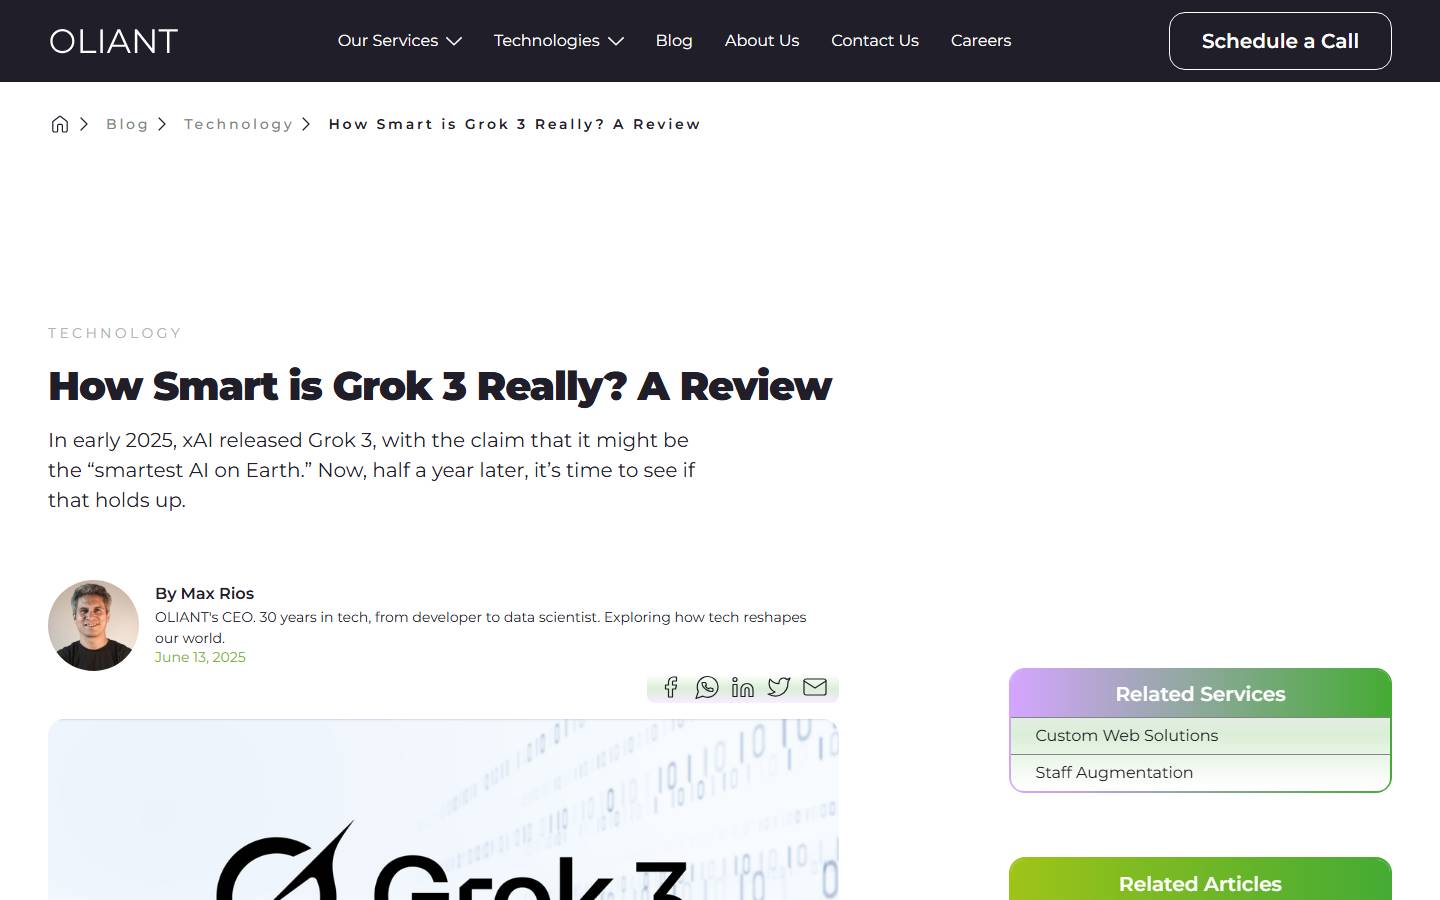 OLIANT
Our Services
Technologies
Blog
About Us
Contact Us
Careers
Schedule a Call
Blog
Technology
How Smart is Grok 3 Really? A Review
TECHNOLOGY
How Smart is Grok 3 Really? A Review
In early 2025, xAI released Grok 3, with the claim that it might be
the “smartest AI on Earth.” Now, half a year later, it’s time to see if
that holds up.
By Max Rios
OLIANT's CEO. 30 years in tech, from developer to data scientist. Exploring how tech reshapes
our world.
June 13, 2025
Grok 3
Related Services
Custom Web Solutions
Staff Augmentation
Related Articles